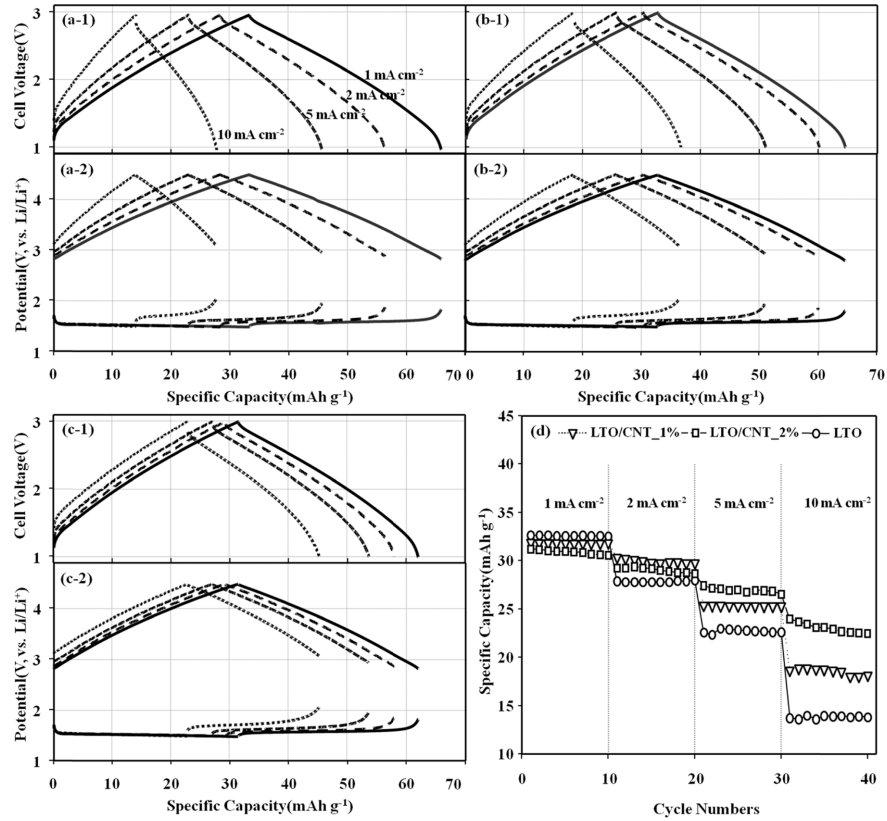 (a-1)
(b-1)
3
2
1
Cell Voltage(V)
1 mA cm-2
2 mA cm-2
5 mA cm-2
10 mA cm-2
(a-2)
(b-2)
4
3
2
1
Potential(V, vs. Li/Li+)
0 10 20 30 40 50 60 70
0 10 20 30 40 50 60 70
Specific Capacity(mAh g-1)
Specific Capacity(mAh g-1)
(c-1)
3
2
1
Cell Voltage(V)
(c-2)
4
3
2
1
Potential(V, vs. Li/Li+)
0 10 20 30 40 50 60 70
Specific Capacity(mAh g-1)
(d)
LTO/CNT_1% LTO/CNT_2% LTO
1 mA cm-2 2 mA cm-2 5 mA cm-2 10 mA cm-2
45
40
35
30
25
20
15
10
Specific Capacity(mAh g-1)
0 10 20 30 40
Cycle Numbers